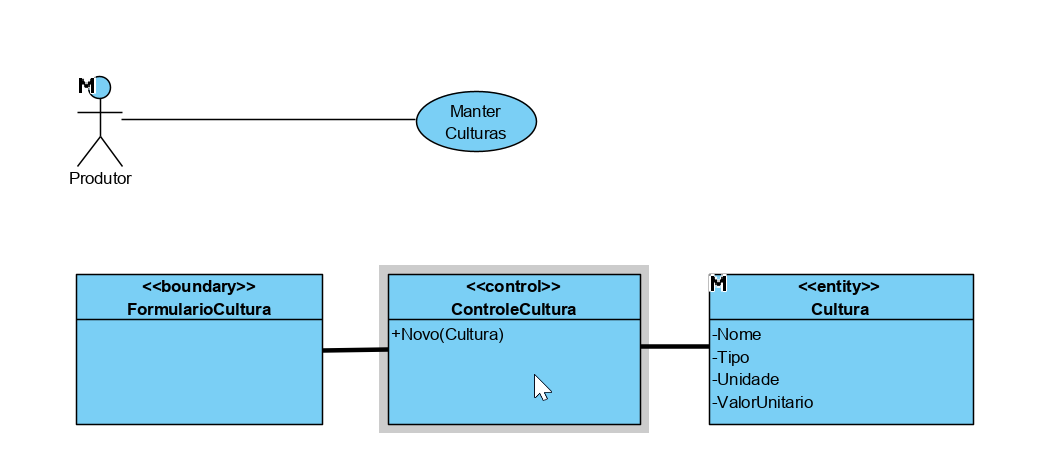 M
Manter
Culturas
Produtor
<<boundary>>
FormularioCultura
<<control>>
ControleCultura
+Novo(Cultura)
M
<<entity>>
Cultura
-Nome
-Tipo
-Unidade
-ValorUnitario